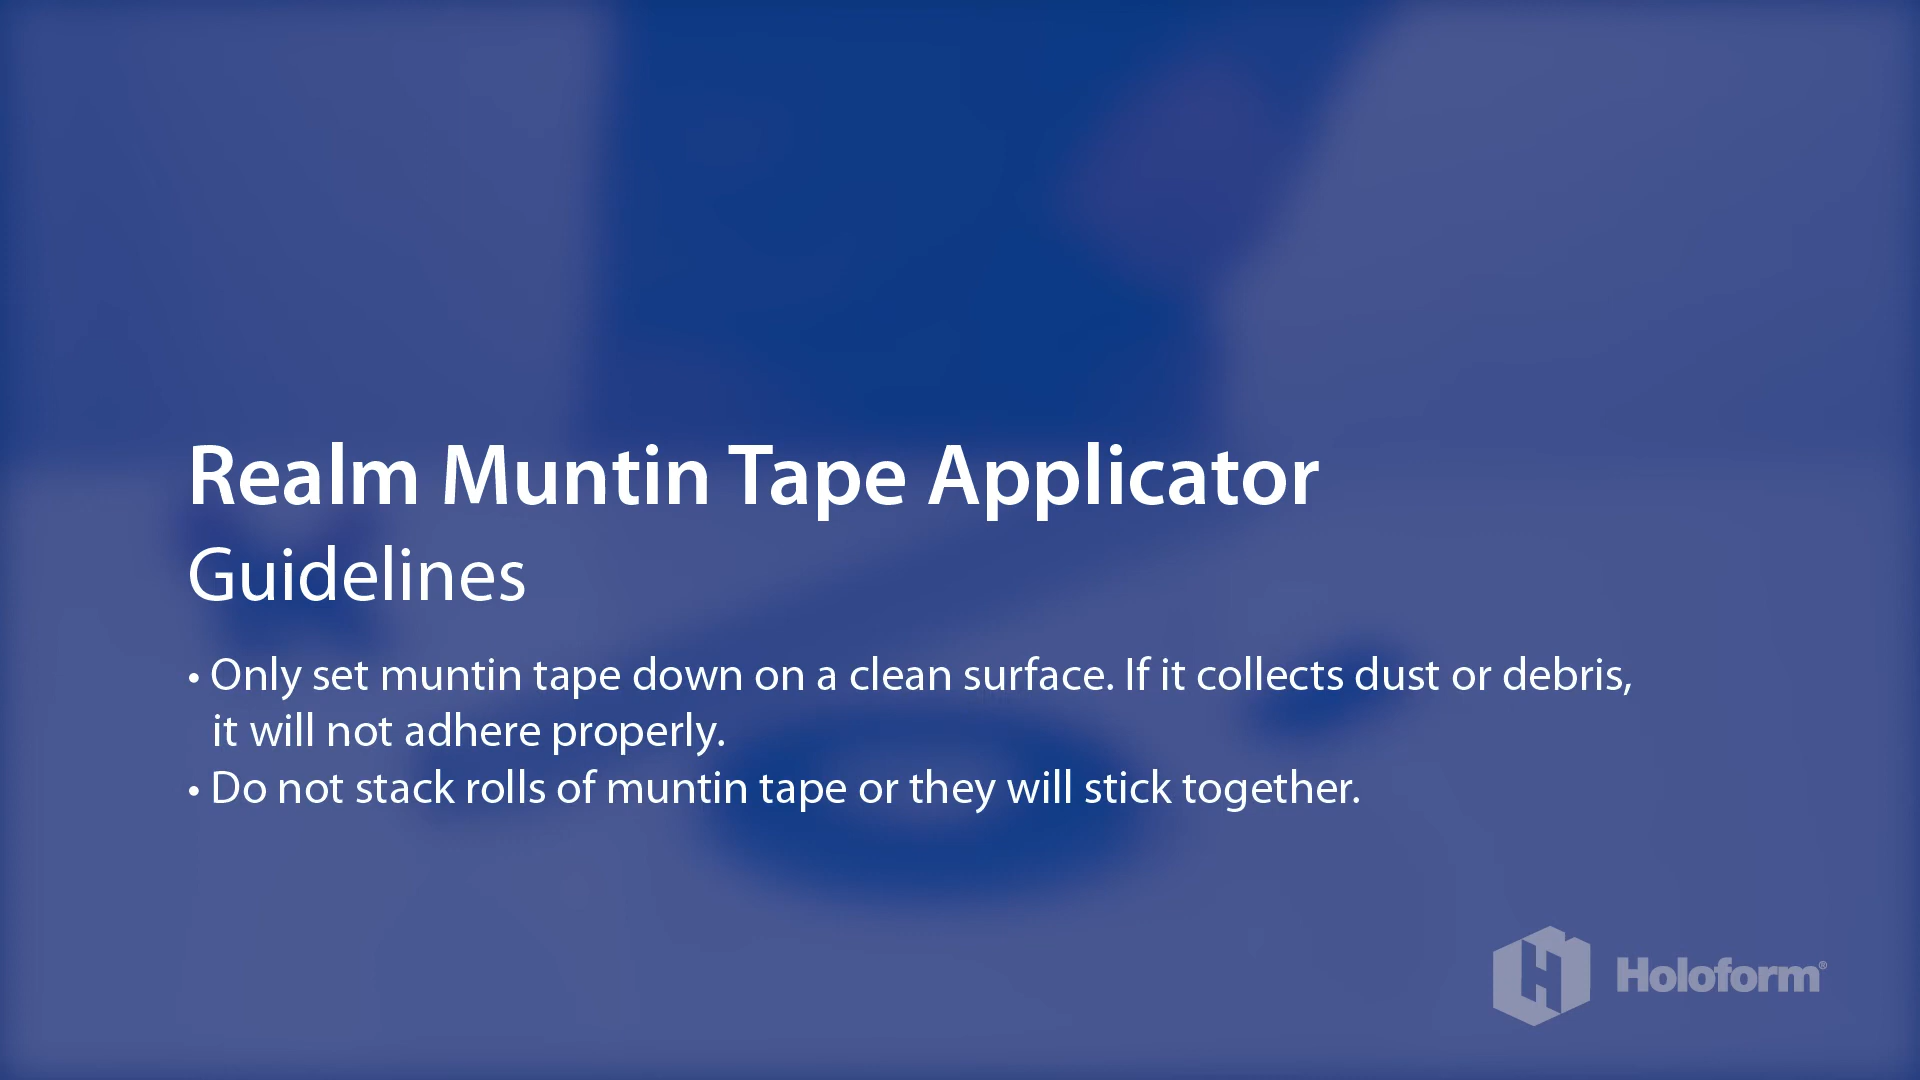 Realm Muntin Tape Applicator
Guidelines
• Only set muntin tape down on a clean surface. If it collects dust or debris,
it will not adhere properly.
• Do not stack rolls of muntin tape or they will stick together.
Holoform®